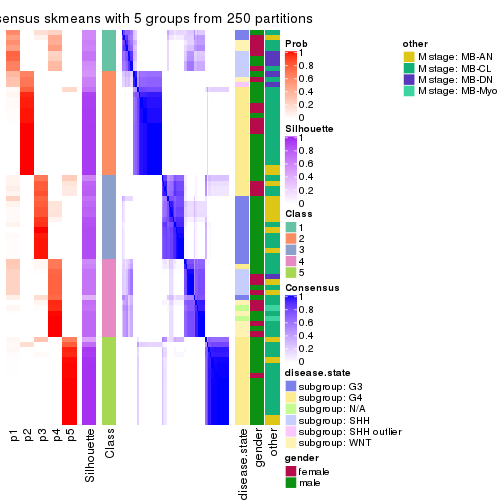 sensus skmeans with 5 groups from 250 partitions
Prob
1
0.8
0.6
0.4
0.2
0
Silhouette
1
0.8
0.6
0.4
0.2
0
Class
1
2
3
4
5
Consensus
1
0.8
0.6
0.4
0.2
0
disease.state
subgroup: G3
subgroup: G4
subgroup: N/A
subgroup: SHH
subgroup: SHH outlier
subgroup: WNT
gender
female
male
other
M stage: MB-AN
M stage: MB-CL
M stage: MB-DN
M stage: MB-Myo
p1
p2
p3
p4
p5
Silhouette
Class
disease.state
gender
other